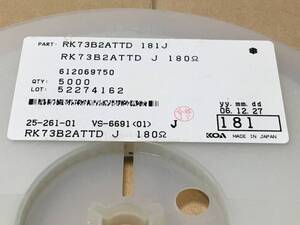 PART: RK73B2ATTD 181J
RK73B2ATTD J 180Ω
612069750
QTY: 5000
LOT: 52274162
yy. mm. dd
06. 12. 27
25-261-01 VS-6691<01> J
181
RK73B2ATTD J 180Ω
KOA MADE IN JAPAN